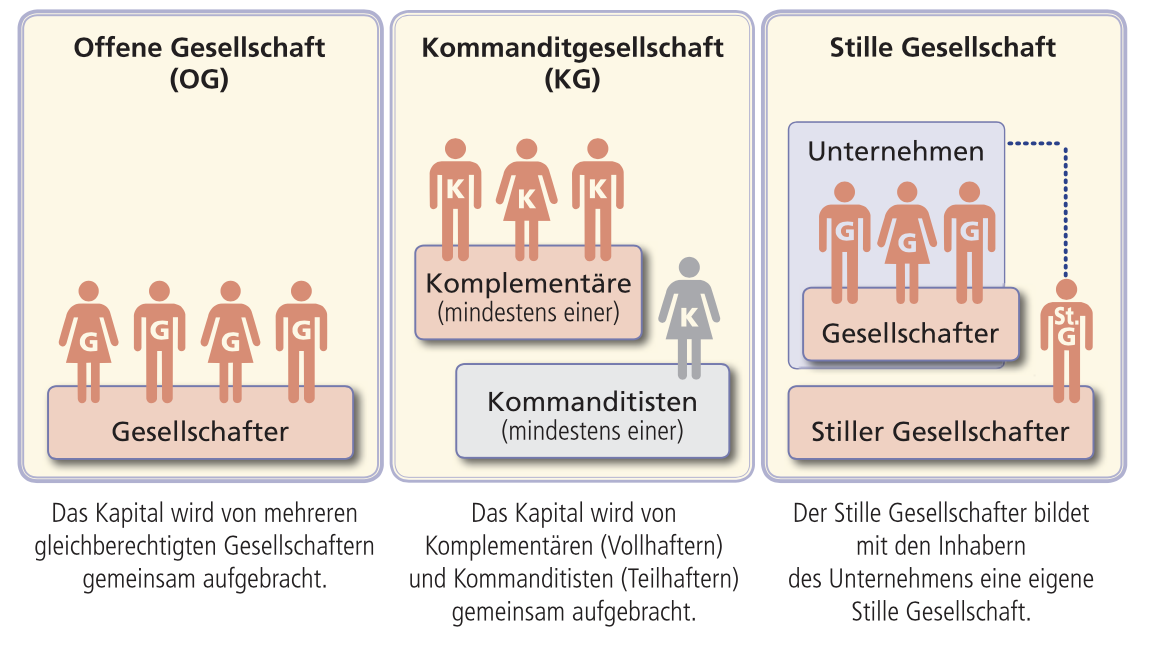 Offene Gesellschaft
(OG)
G
G
G
G
Gesellschafter
Das Kapital wird von mehreren
gleichberechtigten Gesellschaftern
gemeinsam aufgebracht.
Kommanditgesellschaft
(KG)
K
K
K
Komplementäre
(mindestens einer)
K
Kommanditisten
(mindestens einer)
Das Kapital wird von
Komplementären (Vollhaftern)
und Kommanditisten (Teilhaftern)
gemeinsam aufgebracht.
Stille Gesellschaft
Unternehmen
G
G
G
Gesellschafter
St.
G
Stiller Gesellschafter
Der Stille Gesellschafter bildet
mit den Inhabern
des Unternehmens eine eigene
Stille Gesellschaft.